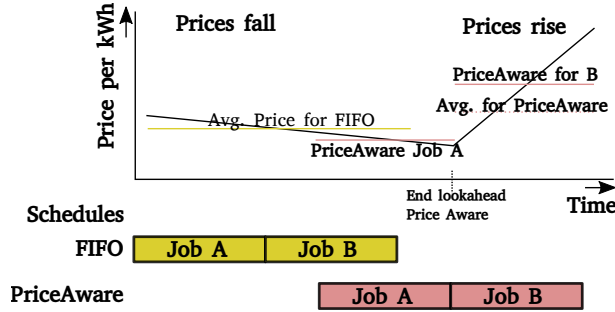 Prices fall
Prices rise
Price per kWh
PriceAware for B
Avg. Price for FIFO
Avg. for PriceAware
PriceAware Job A
End lookahead
Price Aware
Time
Schedules
FIFO
Job A
Job B
PriceAware
Job A
Job B